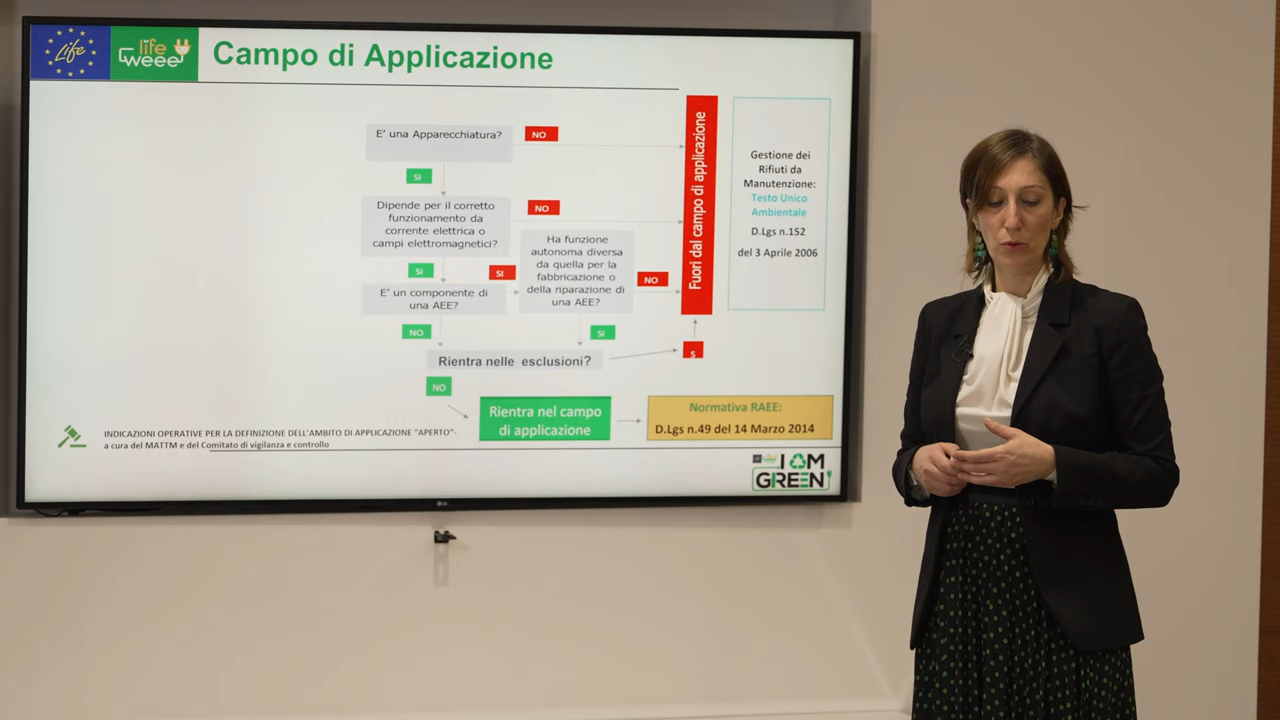 Life
life
weee
Campo di Applicazione
E' una Apparecchiatura?
NO
SI
Dipende per il corretto
funzionamento da
corrente elettrica o
campi elettromagnetici?
NO
SI
SI
Ha funzione
autonoma diversa
da quella per la
fabbricazione o
della riparazione di
una AEE?
NO
E' un componente di
una AEE?
NO
SI
Rientra nelle esclusioni?
S
NO
Rientra nel campo
di applicazione
Normativa RAEE:
D.Lgs n.49 del 14 Marzo 2014
Fuori dal campo di applicazione
Gestione dei
Rifiuti da
Manutenzione:
Testo Unico
Ambientale
D.Lgs n.152
del 3 Aprile 2006
INDICAZIONI OPERATIVE PER LA DEFINIZIONE DELL'AMBITO DI APPLICAZIONE "APERTO"-
a cura del MATTM e del Comitato di vigilanza e controllo
I AM
GREEN
LG